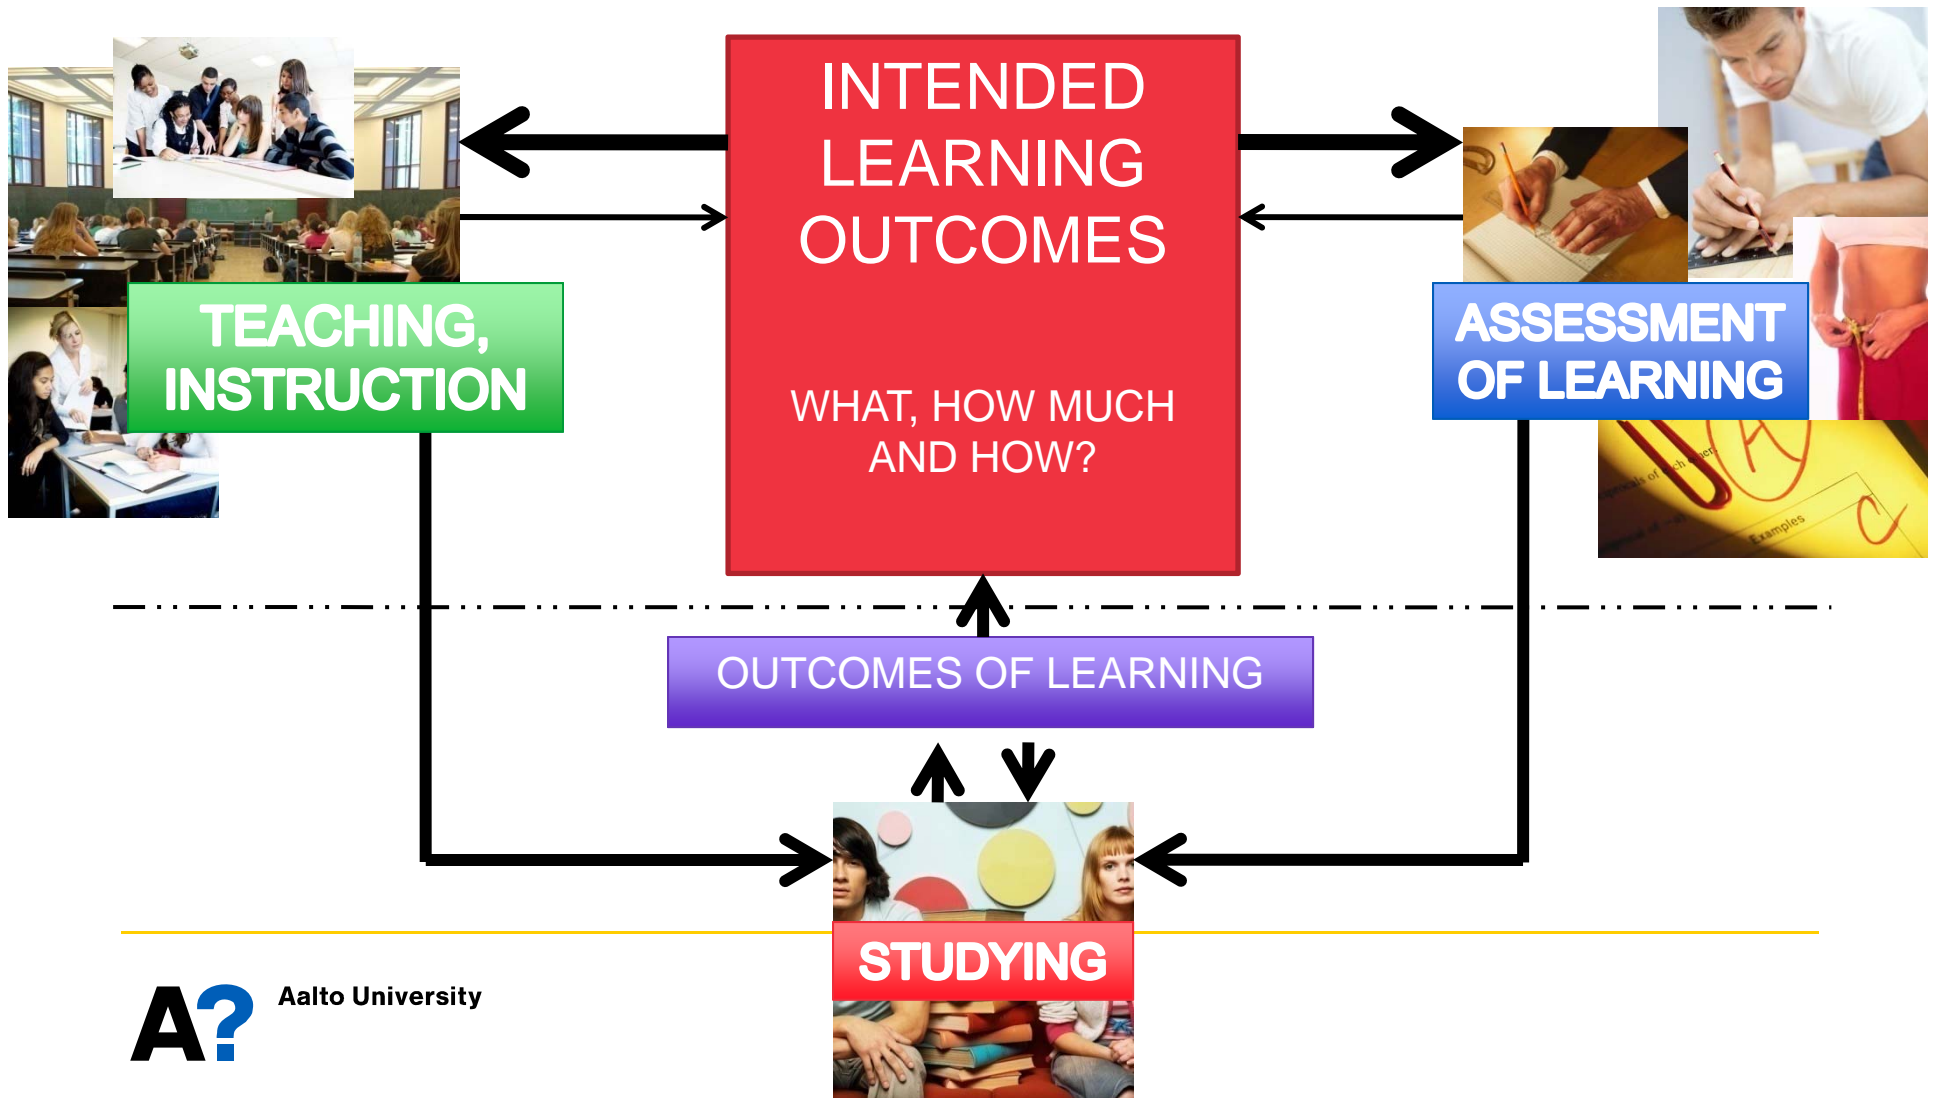 INTENDED
LEARNING
OUTCOMES
WHAT, HOW MUCH
AND HOW?
TEACHING,
INSTRUCTION
ASSESSMENT
OF LEARNING
Examples
OUTCOMES OF LEARNING
STUDYING
A?
Aalto University